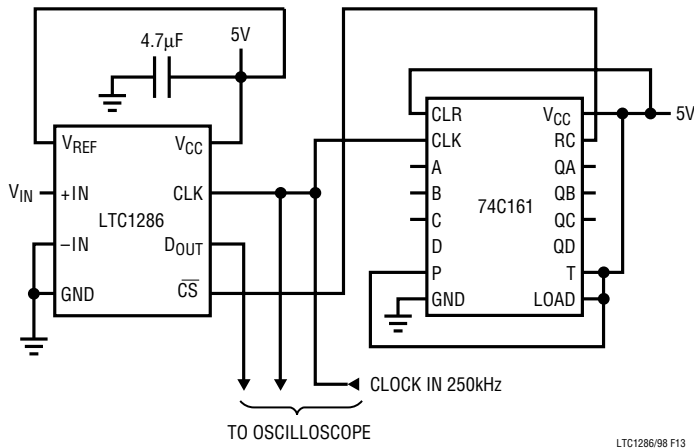 4.7µF
5V
VREF
VCC
VIN
+IN
CLK
LTC1286
–IN
DOUT
GND
CS
CLR
VCC
5V
CLK
RC
A
QA
B
QB
74C161
C
QC
D
QD
P
T
GND
LOAD
CLOCK IN 250kHz
TO OSCILLOSCOPE
LTC1286/98 F13